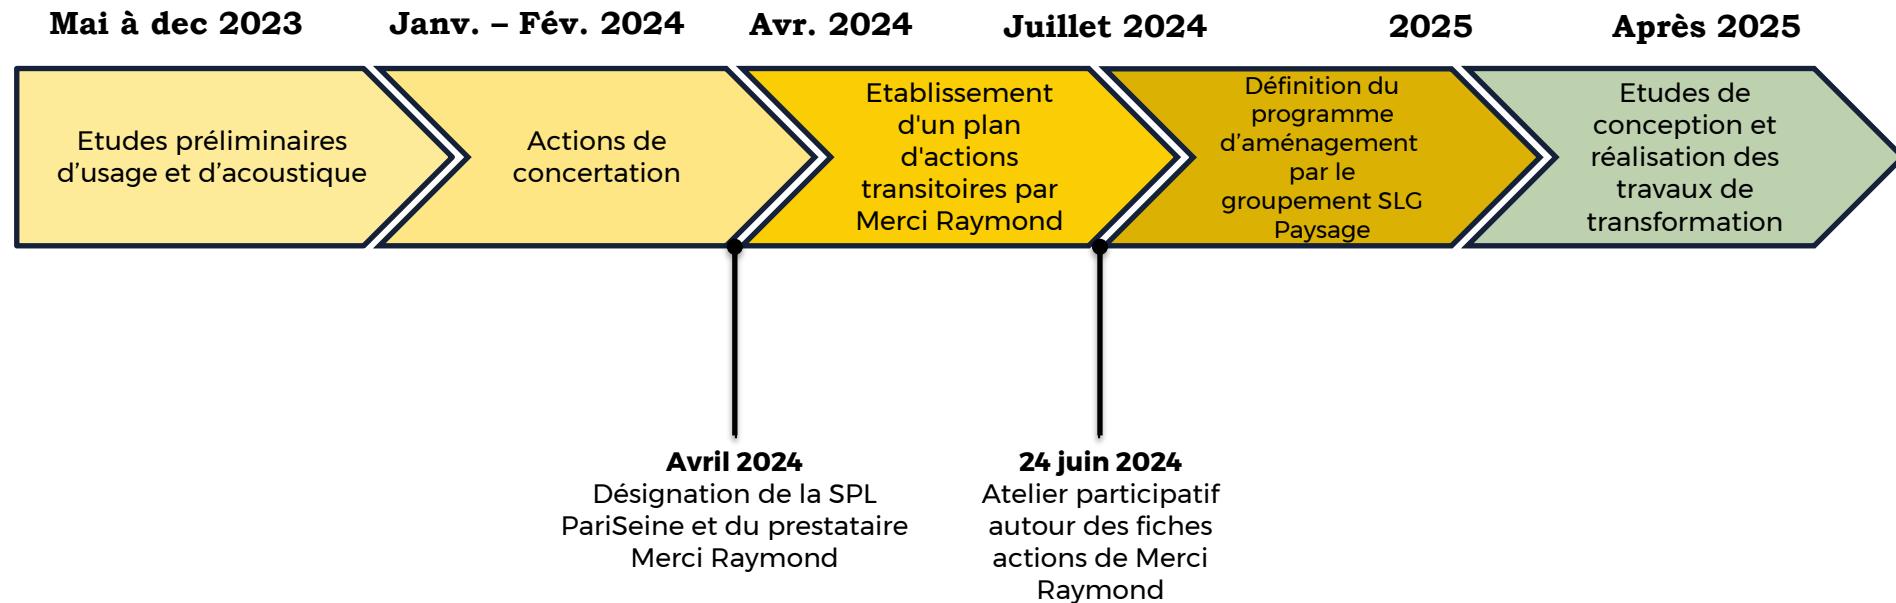 Mai à dec 2023
Janv. – Fév. 2024
Avr. 2024
Juillet 2024
2025
Après 2025
Etudes préliminaires
d’usage et d’acoustique
Actions de
concertation
Etablissement
d'un plan
d'actions
transitoires par
Merci Raymond
Définition du
programme
d’aménagement
par le
groupement SLG
Paysage
Etudes de
conception et
réalisation des
travaux de
transformation
Avril 2024
Désignation de la SPL
PariSeine et du prestataire
Merci Raymond
24 juin 2024
Atelier participatif
autour des fiches
actions de Merci
Raymond